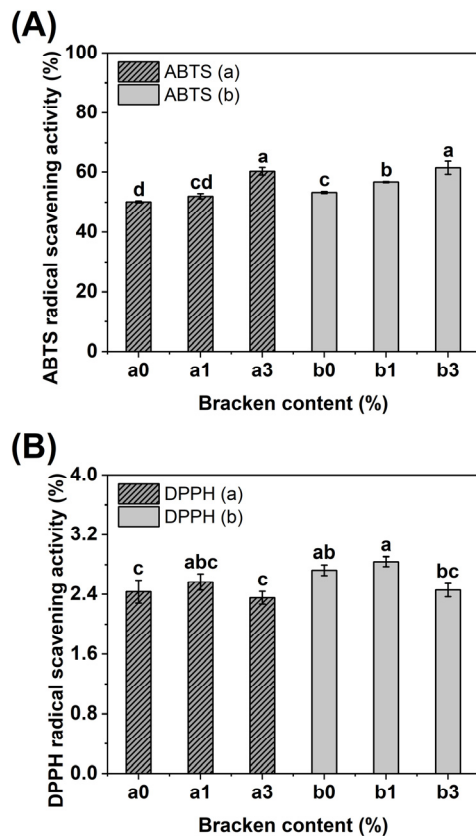 (A)
ABTS radical scavening activity (%)
100
80
60
40
20
0
ABTS (a)
ABTS (b)
d cd a c b a
a0 a1 a3 b0 b1 b3
Bracken content (%)
(B)
DPPH radical scavening activity (%)
4.0
3.2
2.4
1.6
0.8
0.0
DPPH (a)
DPPH (b)
c abc c ab a bc
a0 a1 a3 b0 b1 b3
Bracken content (%)